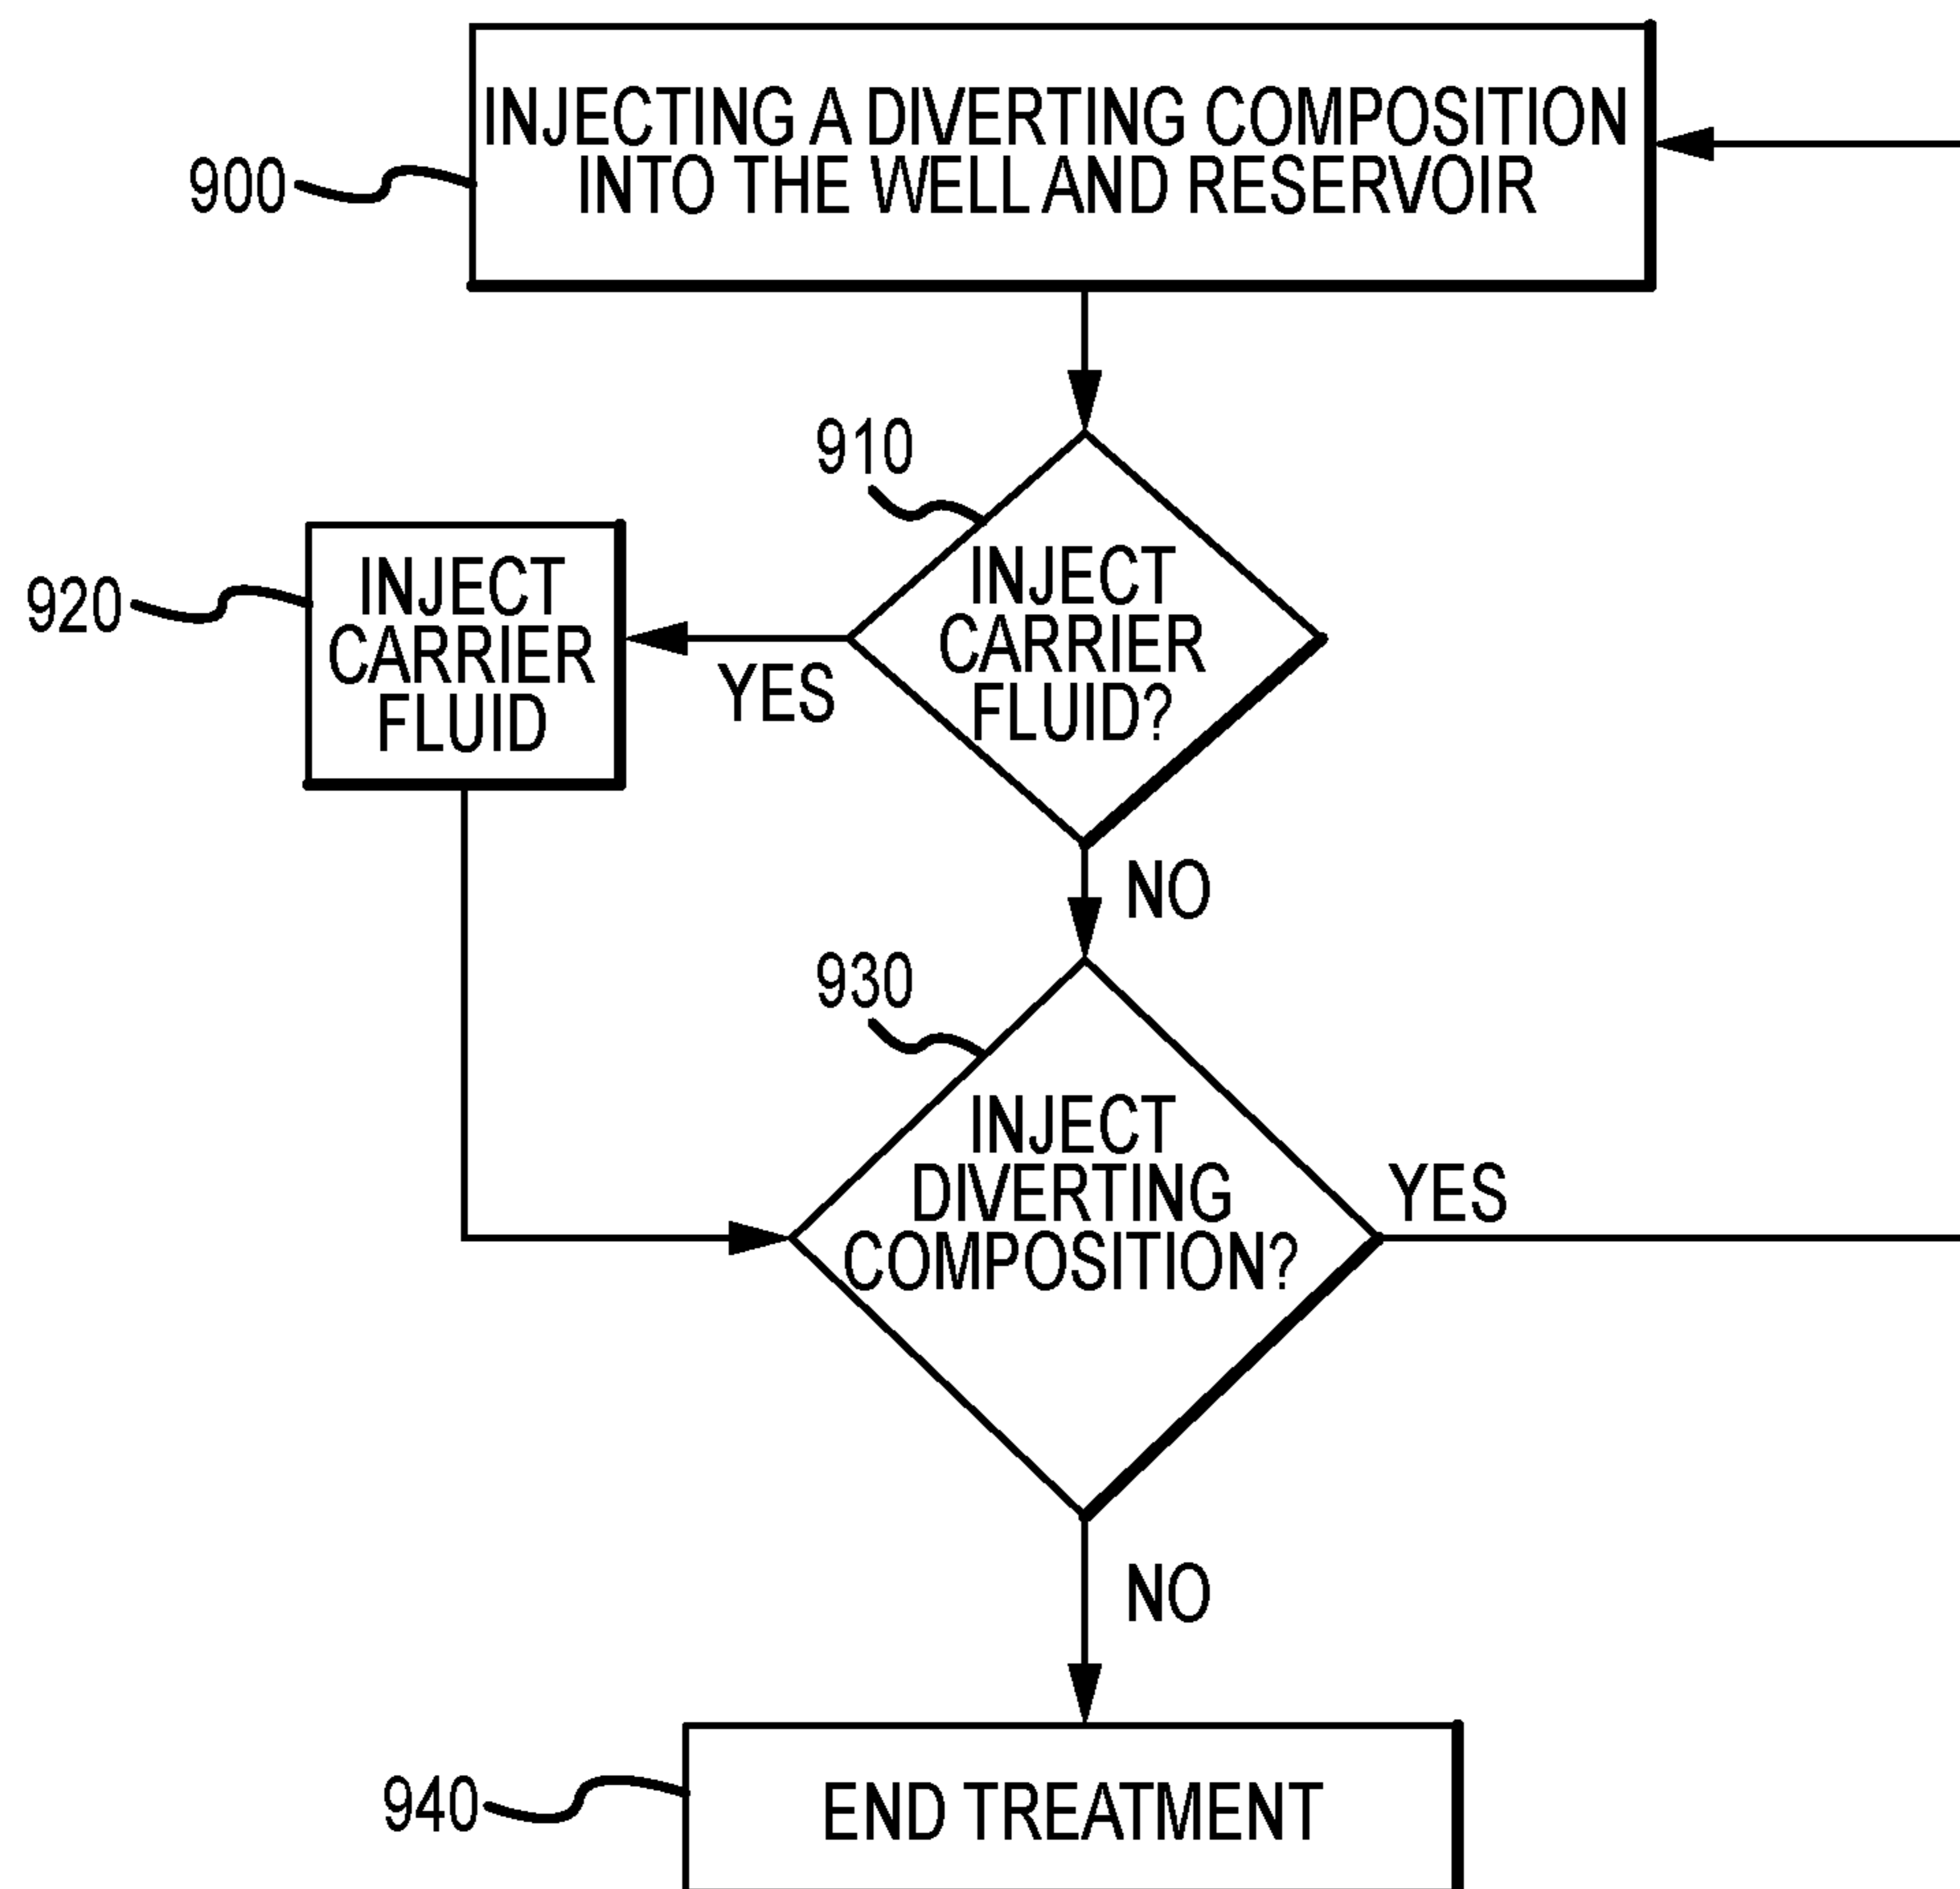 INJECTING A DIVERTING COMPOSITION
INTO THE WELL AND RESERVOIR
900
910
INJECT
CARRIER
FLUID?
920
INJECT
CARRIER
FLUID
YES
NO
930
INJECT
DIVERTING
COMPOSITION?
YES
NO
940
END TREATMENT